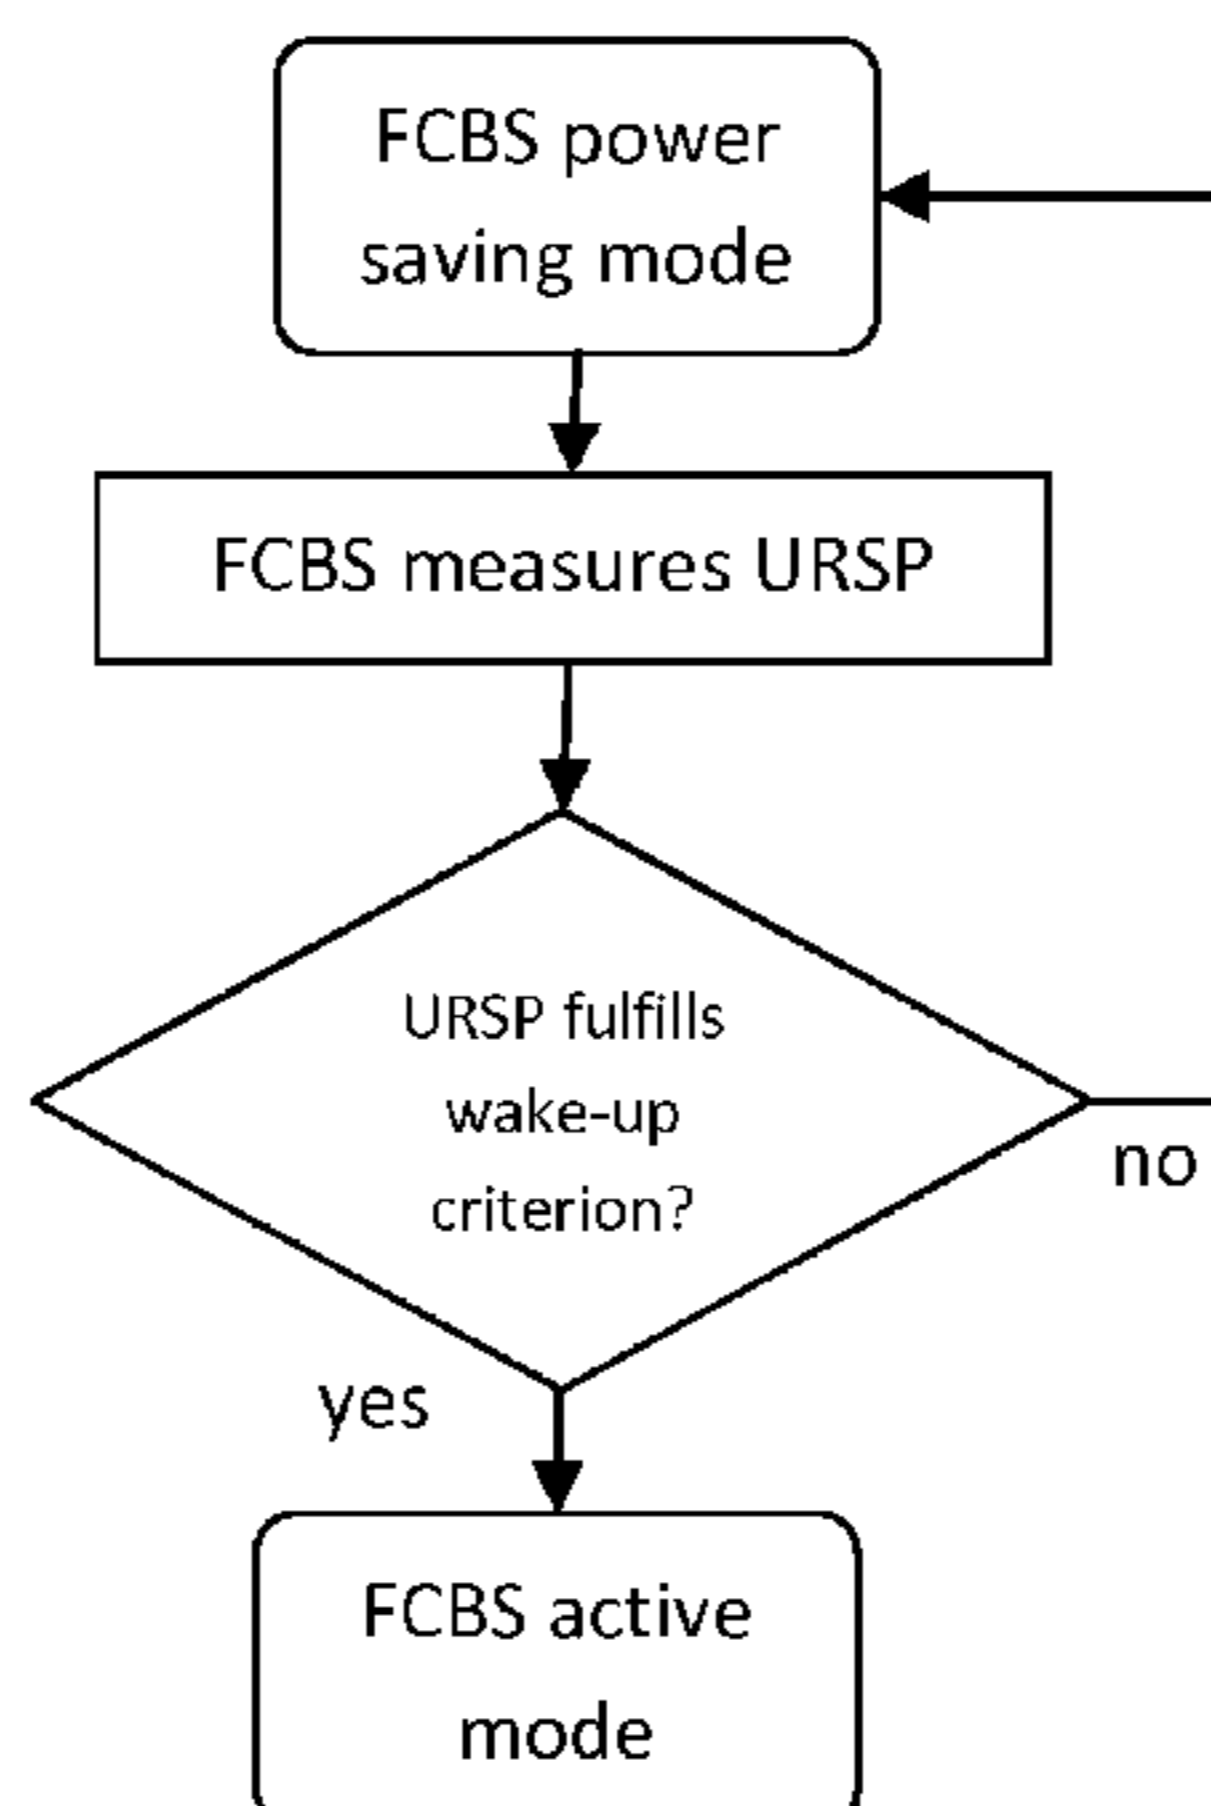 FCBS power
saving mode
FCBS measures URSP
URSP fulfills
wake-up
criterion?
no
yes
FCBS active
mode